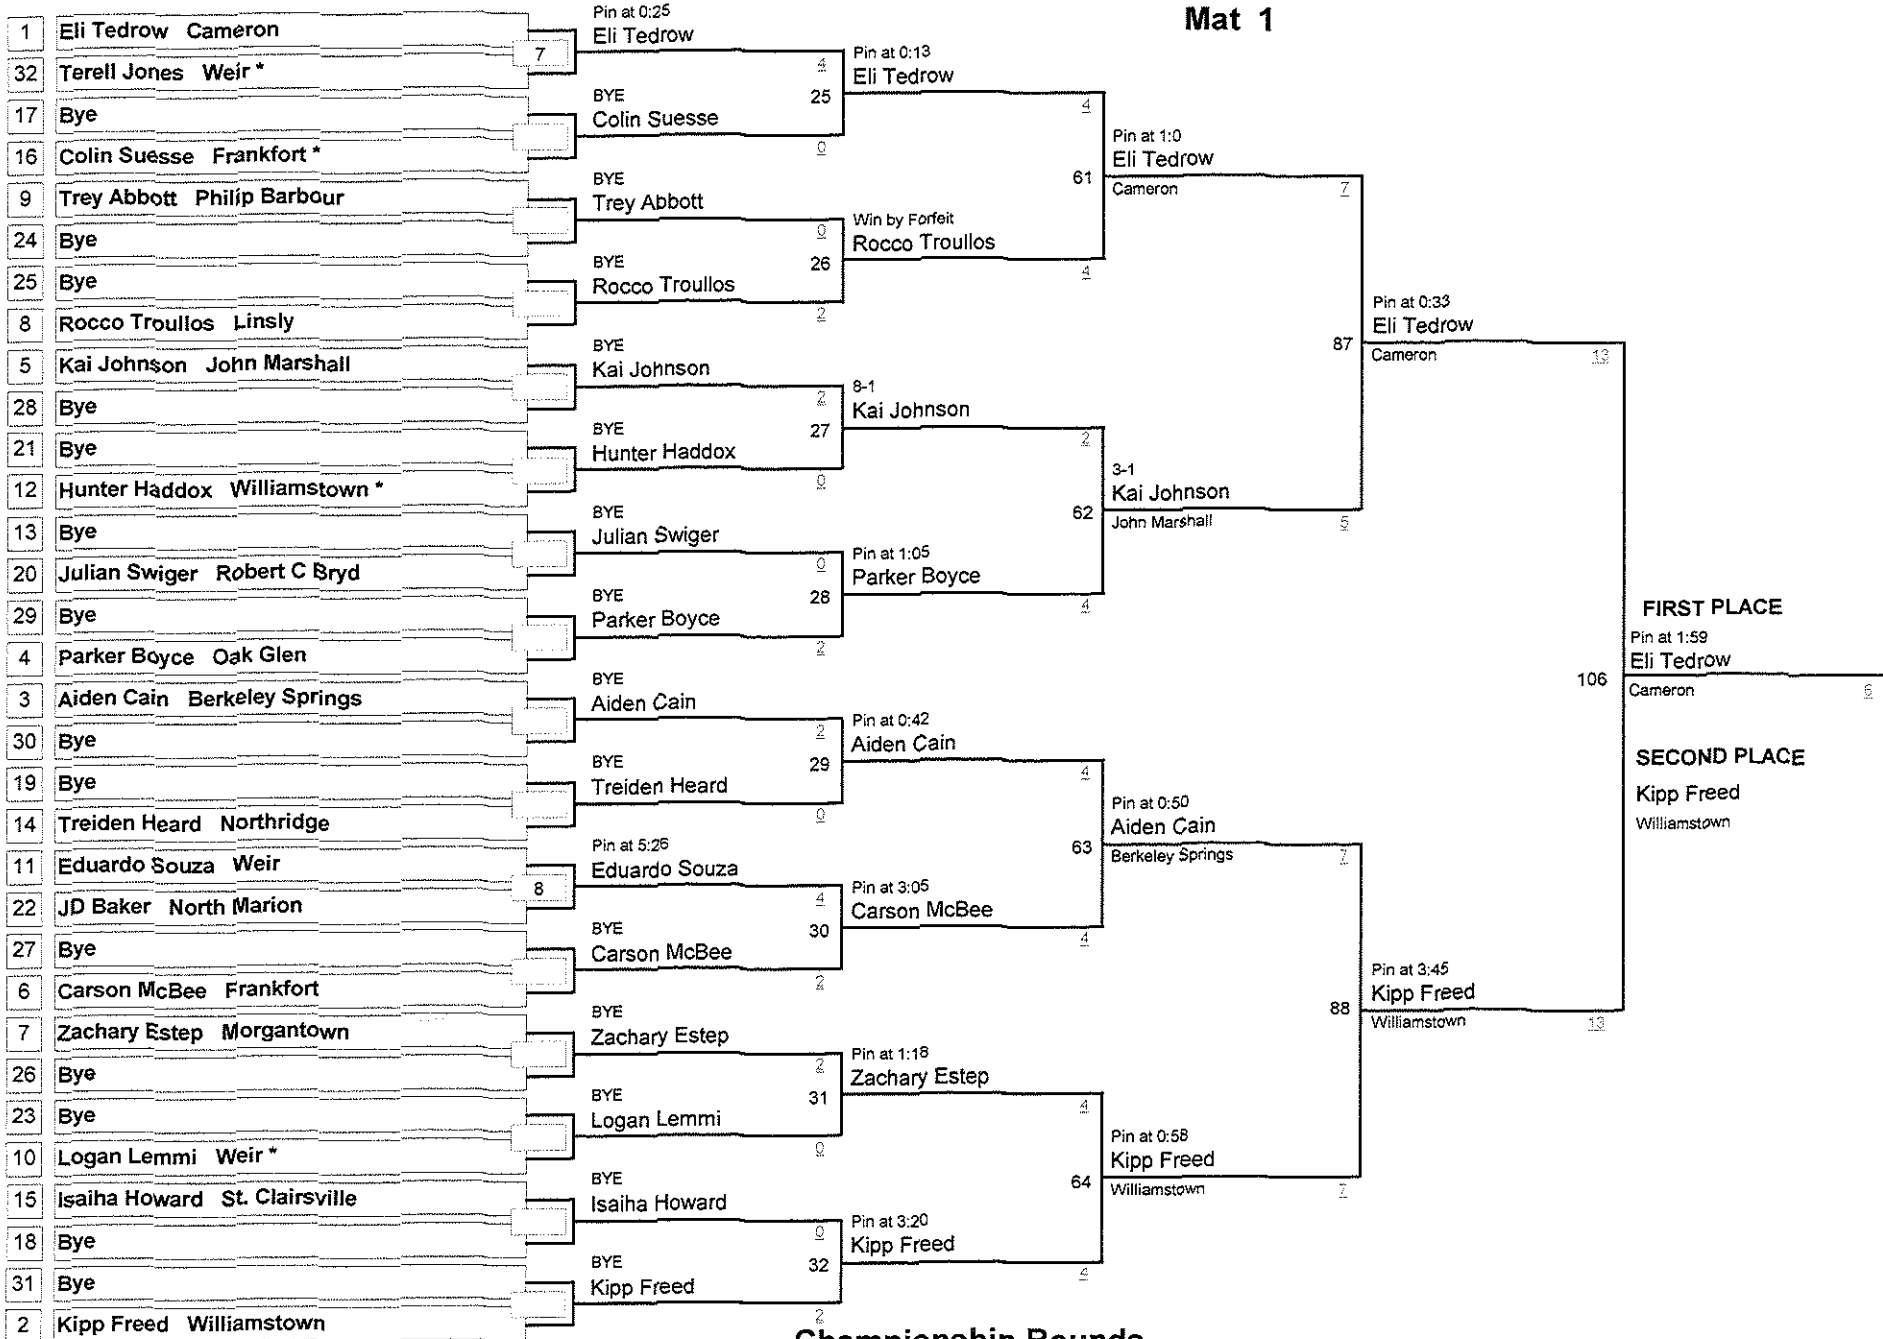 Mat 1
1 Eli Tedrow Cameron
32 Terell Jones Weir *
17 Bye
16 Colin Suesse Frankfort *
9 Trey Abbott Philip Barbour
24 Bye
25 Bye
8 Rocco Troullos Linsly
5 Kai Johnson John Marshall
28 Bye
21 Bye
12 Hunter Haddox Williamstown *
13 Bye
20 Julian Swiger Robert C Bryd
29 Bye
4 Parker Boyce Oak Glen
3 Aiden Cain Berkeley Springs
30 Bye
19 Bye
14 Treiden Heard Northridge
11 Eduardo Souza Weir
22 JD Baker North Marion
27 Bye
6 Carson McBee Frankfort
7 Zachary Estep Morgantown
26 Bye
23 Bye
10 Logan Lemmi Weir *
15 Isaiha Howard St. Clairsville
18 Bye
31 Bye
2 Kipp Freed Williamstown
7
Pin at 0:25
Eli Tedrow
4
25
BYE
Colin Suesse
0
BYE
Trey Abbott
0
26
BYE
Rocco Troullos
2
BYE
Kai Johnson
2
27
BYE
Hunter Haddox
0
BYE
Julian Swiger
0
28
BYE
Parker Boyce
2
BYE
Aiden Cain
2
29
BYE
Treiden Heard
0
8
Pin at 5:26
Eduardo Souza
4
30
BYE
Carson McBee
2
BYE
Zachary Estep
2
31
BYE
Logan Lemmi
0
BYE
Isaiha Howard
0
32
BYE
Kipp Freed
2
Pin at 0:13
Eli Tedrow
4
61
Win by Forfeit
Rocco Troullos
4
8-1
Kai Johnson
2
62
Pin at 1:05
Parker Boyce
4
Pin at 0:42
Aiden Cain
4
63
Pin at 3:05
Carson McBee
4
Pin at 1:18
Zachary Estep
4
64
Pin at 3:20
Kipp Freed
4
Pin at 1:0
Eli Tedrow
Cameron
7
87
3-1
Kai Johnson
John Marshall
5
Pin at 0:50
Aiden Cain
Berkeley Springs
7
88
Pin at 0:58
Kipp Freed
Williamstown
7
Pin at 0:33
Eli Tedrow
Cameron
13
106
Pin at 3:45
Kipp Freed
Williamstown
13
FIRST PLACE
Pin at 1:59
Eli Tedrow
Cameron
6
SECOND PLACE
Kipp Freed
Williamstown
Championship Rounds